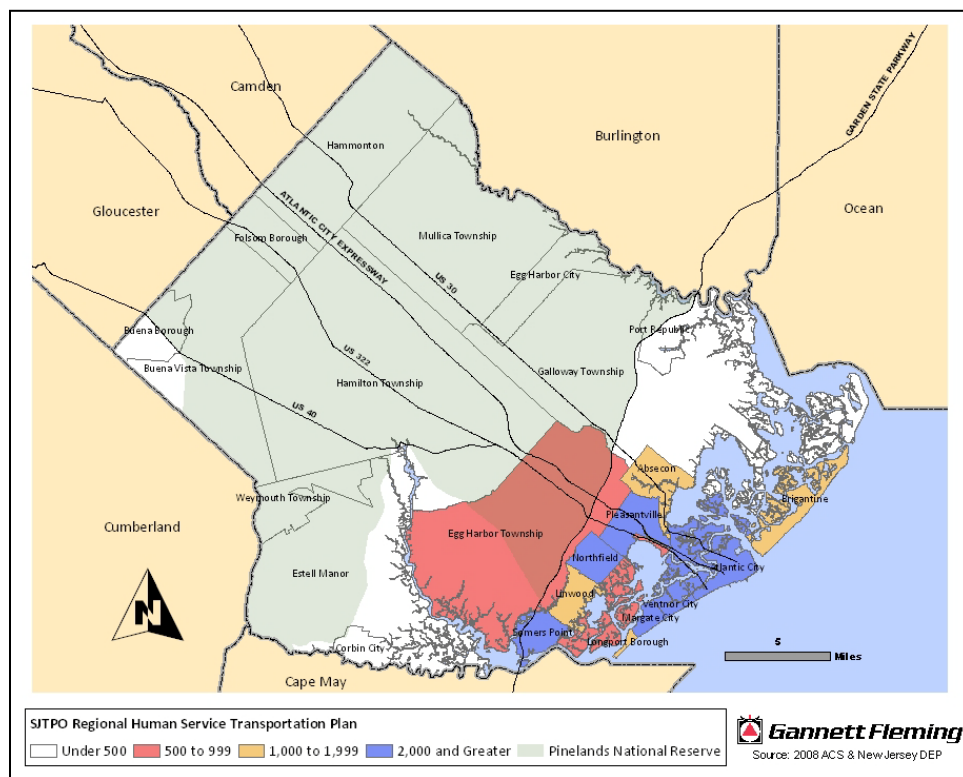 Camden
Burlington
GARDEN STATE PARKWAY
Hammonton
Gloucester
Ocean
ATLANTIC CITY EXPRESSWAY
Folsom Borough
Mullica Township
US 30
Egg Harbor City
Buena Borough
Port Republic
US 322
Buena Vista Township
Galloway Township
Hamilton Township
US 40
Absecon
Weymouth Township
Brigantine
Pleasantville
Cumberland
Egg Harbor Township
Northfield
Atlantic City
Estell Manor
Linwood
Ventnor City
Margate City
N
Somers Point
Longport Borough
Corbin City
5
Miles
Cape May
SJTPO Regional Human Service Transportation Plan
Under 500 500 to 999 1,000 to 1,999 2,000 and Greater Pinelands National Reserve
Gannett Fleming
Source: 2008 ACS & New Jersey DEP